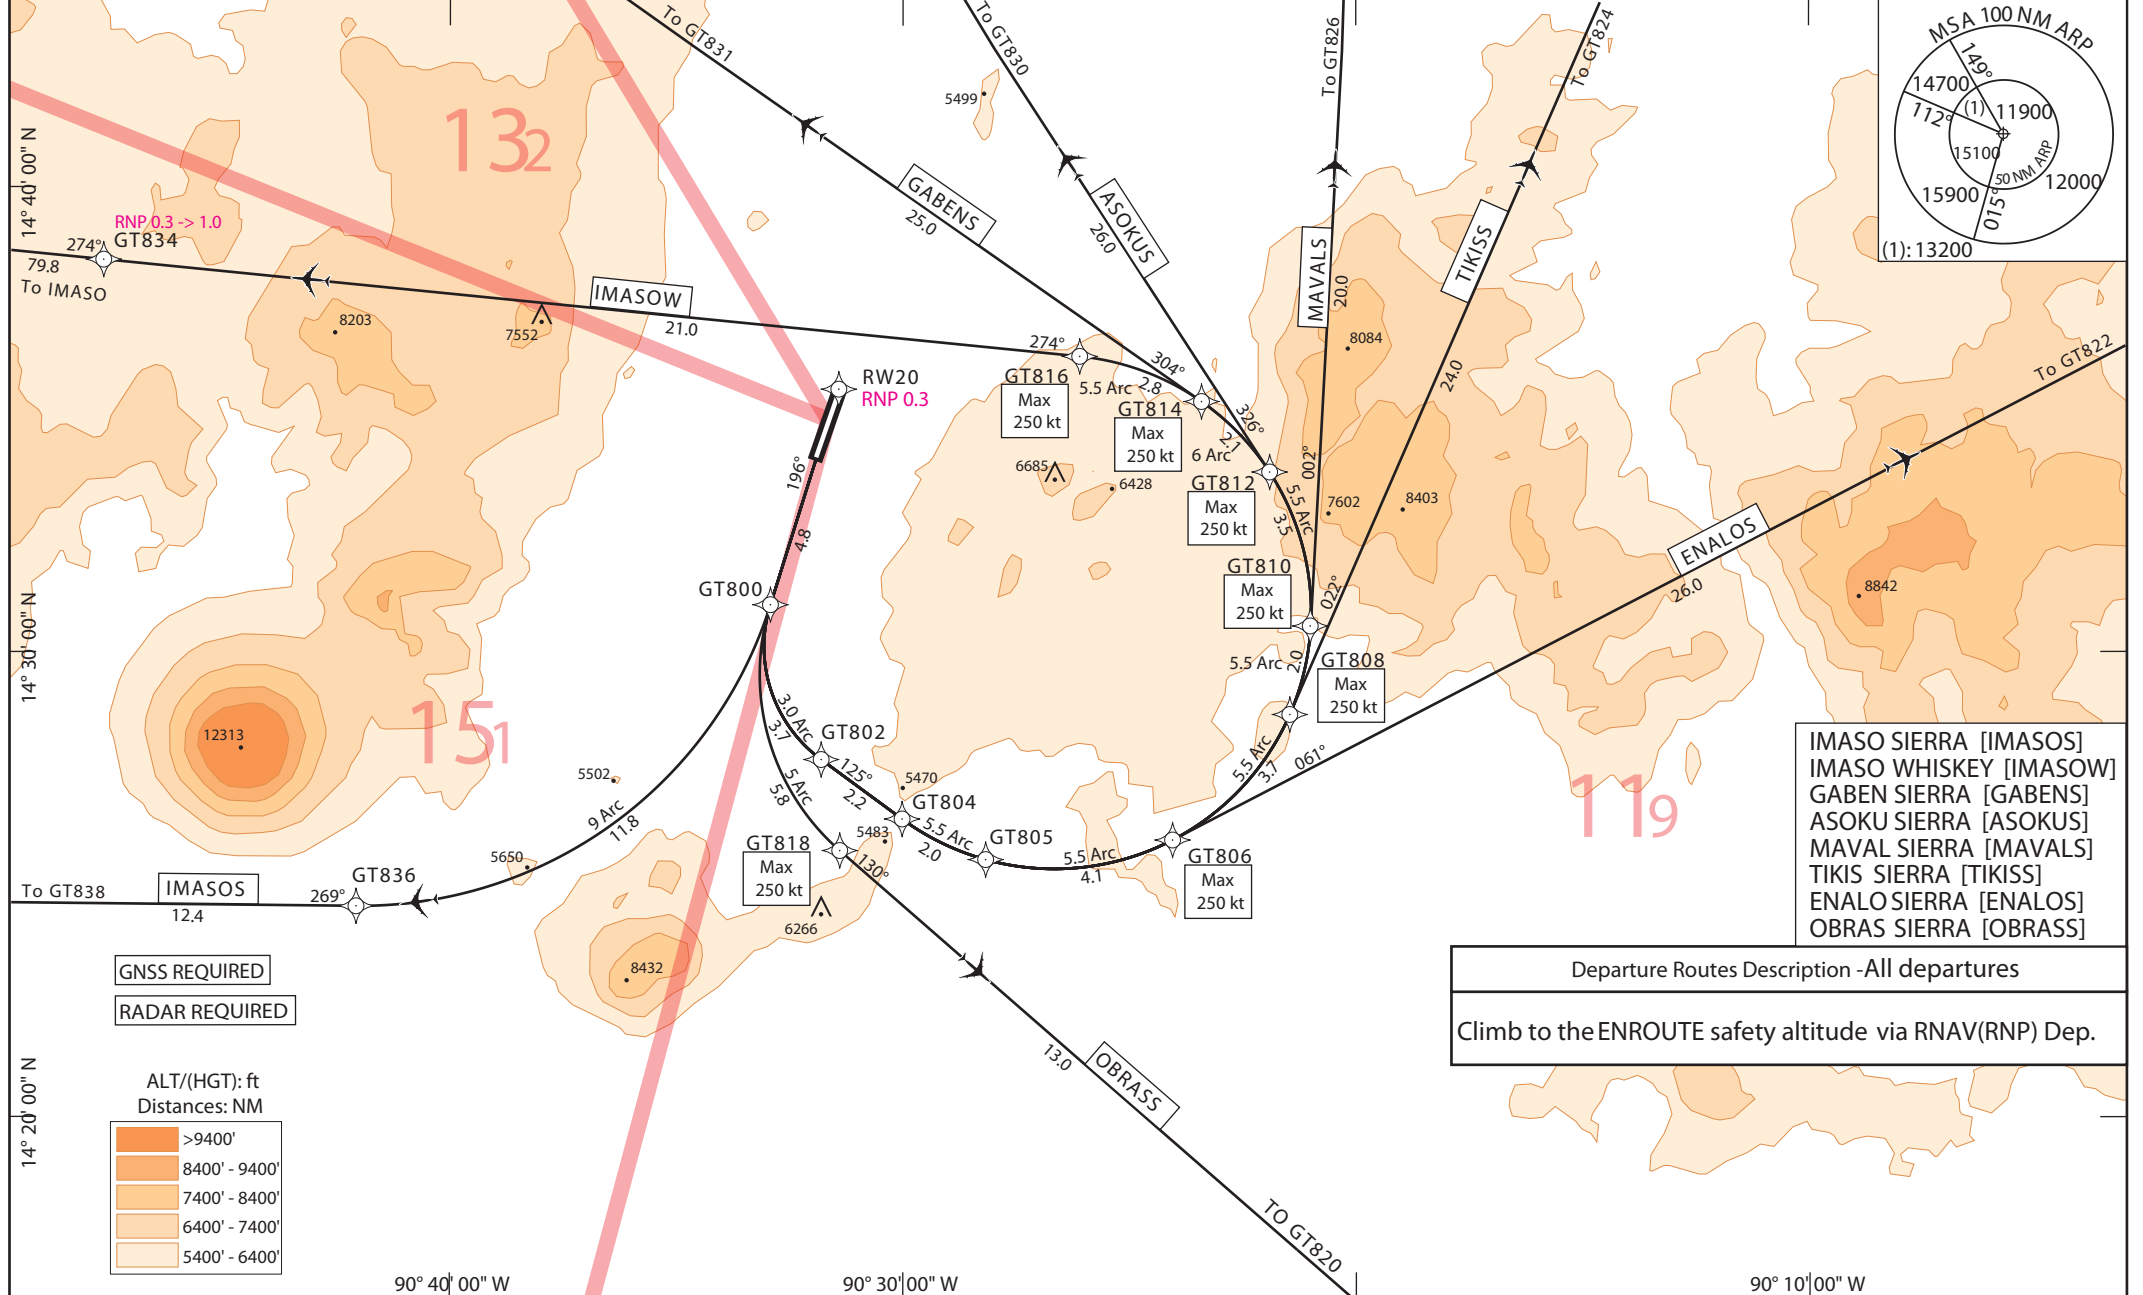 To GT831
To GT830
To GT826
To GT824
MSA 100 NM ARP
149°
14700
(1)
11900
112°
15100
50 NM ARP
15900
12000
015°
(1): 13200
5499
13 2
14° 40' 00" N
RNP 0.3 -> 1.0
GT834
274°
79.8
To IMASO
GABENS
25.0
ASOKUS
26.0
MAVALS
20.0
TIKISS
24.0
IMASOW
21.0
8203
7552
8084
To GT822
274°
304°
GT816
Max
250 kt
5.5 Arc
2.8
GT814
Max
250 kt
326°
2.1
6 Arc
RW20
RNP 0.3
6685
6428
GT812
Max
250 kt
5.5 Arc
3.5
002°
7602
8403
196°
4.8
ENALOS
26.0
8842
GT810
Max
250 kt
022°
GT800
14° 30' 00" N
5.5 Arc
2.0
GT808
Max
250 kt
12313
15 1
3.0 Arc
3.7
GT802
125°
2.2
5 Arc
5.8
5470
GT804
5.5 Arc
2.0
GT805
5.5 Arc
4.1
5.5 Arc
3.7
061°
GT806
Max
250 kt
11 9
5502
9 Arc
11.8
5650
5483
GT818
Max
250 kt
130°
6266
8432
To GT838
IMASOS
12.4
269°
GT836
IMASO SIERRA [IMASOS]
IMASO WHISKEY [IMASOW]
GABEN SIERRA [GABENS]
ASOKU SIERRA [ASOKUS]
MAVAL SIERRA [MAVALS]
TIKIS SIERRA [TIKISS]
ENALO SIERRA [ENALOS]
OBRAS SIERRA [OBRASS]
Departure Routes Description -All departures
Climb to the ENROUTE safety altitude via RNAV(RNP) Dep.
GNSS REQUIRED
RADAR REQUIRED
13.0
OBRASS
TO GT820
14° 20' 00" N
ALT/(HGT): ft
Distances: NM
>9400'
8400' - 9400'
7400' - 8400'
6400' - 7400'
5400' - 6400'
90° 40' 00" W
90° 30' 00" W
90° 10' 00" W